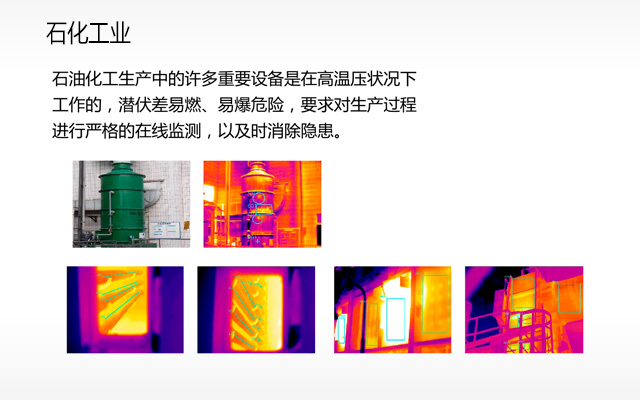 石化工业
石油化工生产中的许多重要设备是在高温压状况下
工作的，潜伏差易燃、易爆危险，要求对生产过程
进行严格的在线监测，以及时消除隐患。